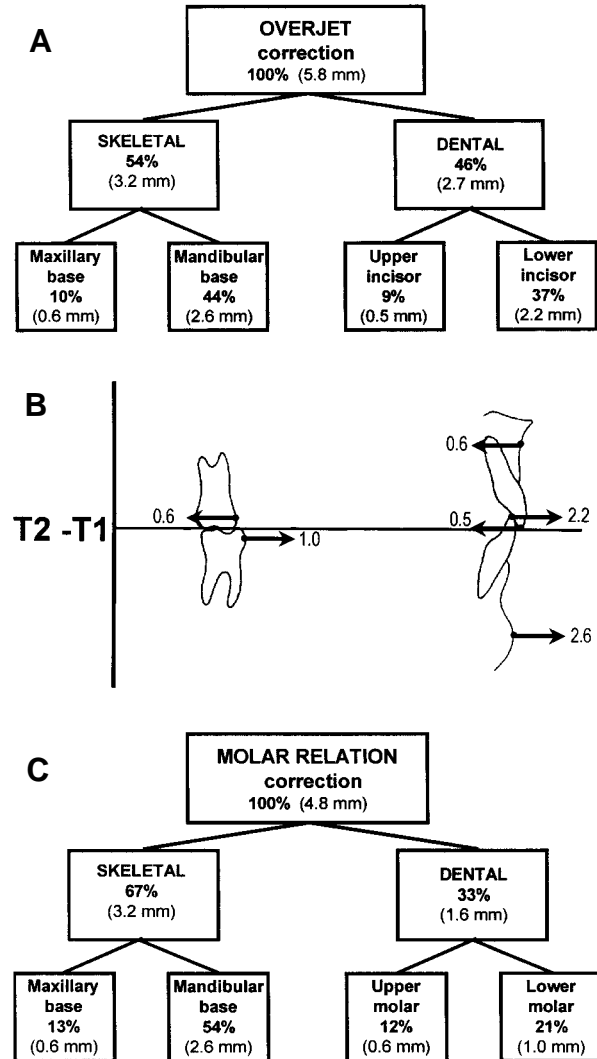 A
OVERJET
correction
100% (5.8 mm)
SKELETAL
54%
(3.2 mm)
DENTAL
46%
(2.7 mm)
Maxillary
base
10%
(0.6 mm)
Mandibular
base
44%
(2.6 mm)
Upper
incisor
9%
(0.5 mm)
Lower
incisor
37%
(2.2 mm)
B
0.6
0.6
T2 -T1
0.5
2.2
1.0
2.6
C
MOLAR RELATION
correction
100% (4.8 mm)
SKELETAL
67%
(3.2 mm)
DENTAL
33%
(1.6 mm)
Maxillary
base
13%
(0.6 mm)
Mandibular
base
54%
(2.6 mm)
Upper
molar
12%
(0.6 mm)
Lower
molar
21%
(1.0 mm)